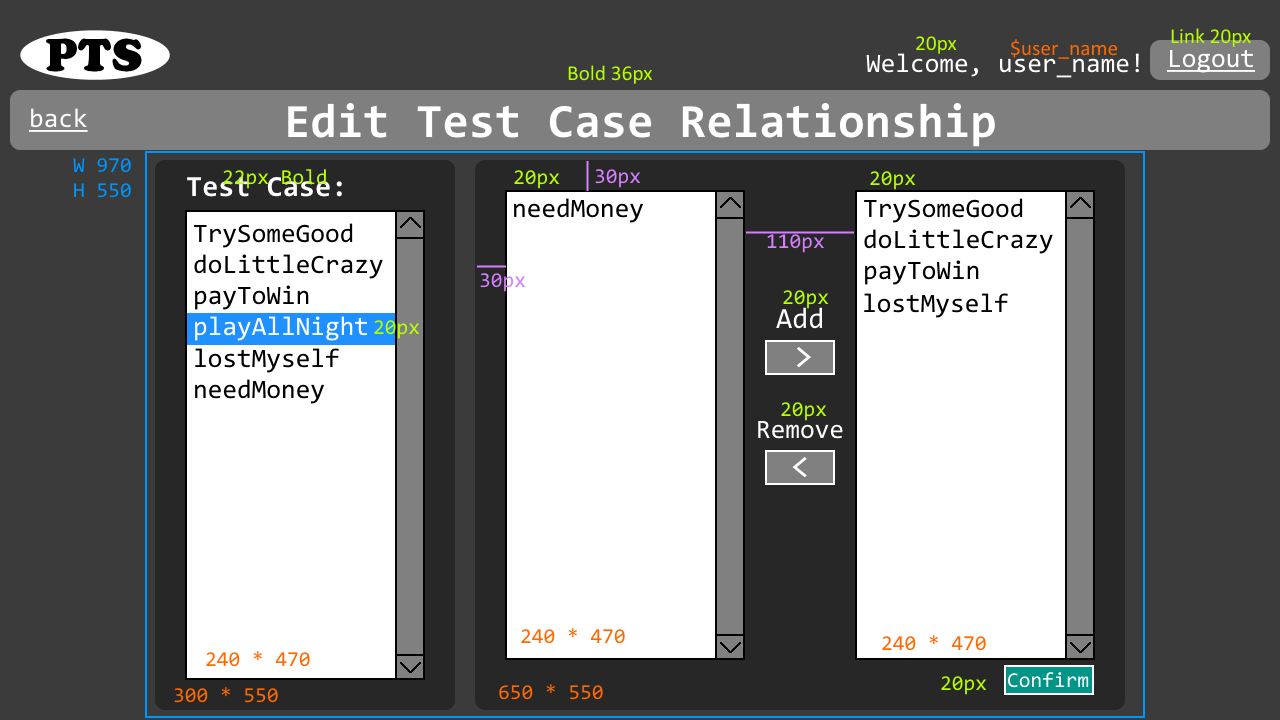 PTS
20px
$user_name
Link 20px
Welcome, user_name!
Logout
Bold 36px
back
Edit Test Case Relationship
W 970
H 550
22px Bold
Test Case:
TrySomeGood
doLittleCrazy
payToWin
playAllNight
20px
lostMyself
needMoney
240 * 470
300 * 550
20px
30px
needMoney
30px
240 * 470
650 * 550
110px
20px
Add
>
20px
Remove
<
20px
TrySomeGood
doLittleCrazy
payToWin
lostMyself
240 * 470
20px
Confirm